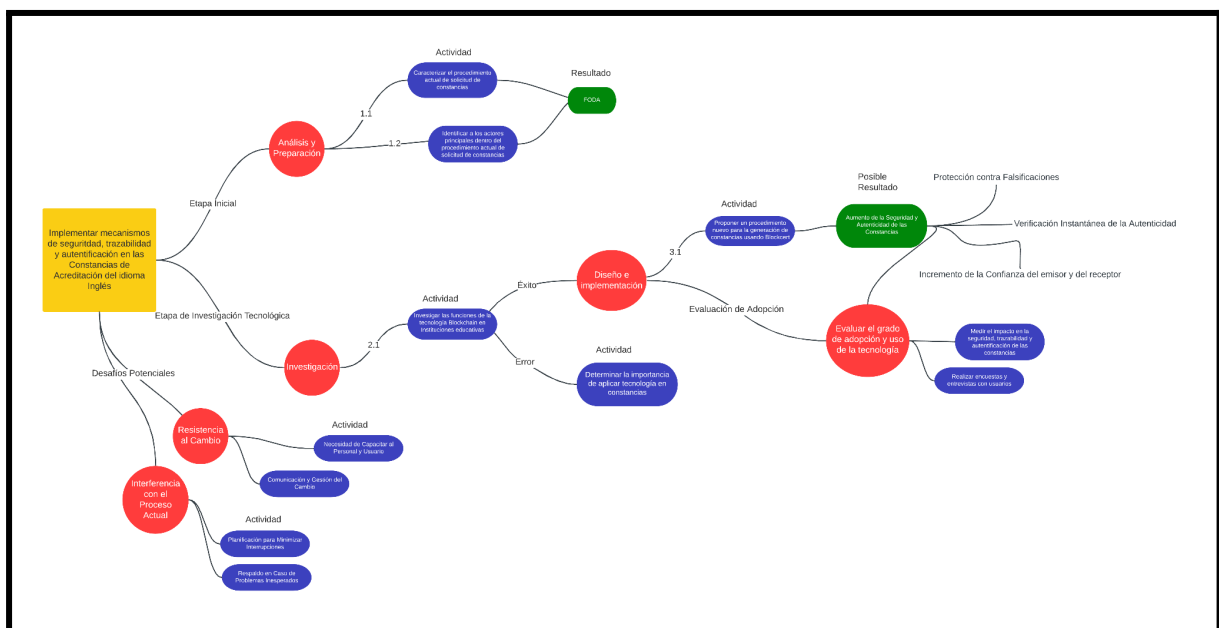 Actividad
Caracterizar el procedimiento
actual de solicitud de
constancias
Resultado
FODA
1.1
Análisis y
Preparación
1.2
Identificar a los actores
principales dentro del
procedimiento actual de
solicitud de constancias
Etapa Inicial
Implementar mecanismos
de seguritdad, trazabilidad
y autentificación en las
Constancias de
Acreditación del idioma
Inglés
Etapa de Investigación Tecnológica
Investigación
2.1
Actividad
Investigar las funciones de la
tecnología Blockchain en
instituciones educativas
Éxito
Error
Actividad
Determinar la importancia
de aplicar tecnología en
constancias
Diseño e
implementación
3.1
Actividad
Proponer un procedimiento
nuevo para la generación de
constancias usando Blockcert
Posible
Resultado
Aumento de la Seguridad y
Autenticidad de las
Constancias
Protección contra Falsificaciones
Verificación Instantánea de la Autenticidad
Incremento de la Confianza del emisor y del receptor
Evaluación de Adopción
Evaluar el grado
de adopción y uso
de la tecnología
Medir el impacto en la
seguridad, trazabilidad y
autentificación de las
constancias
Realizar encuestas y
entrevistas con usuarios
Desafíos Potenciales
Resistencia
al Cambio
Actividad
Necesidad de Capacitar al
Personal y Usuario
Comunicación y Gestión del
Cambio
Interferencia
con el
Proceso
Actual
Actividad
Planificación para Minimizar
Interrupciones
Respaldo en Caso de
Problemas Inesperados